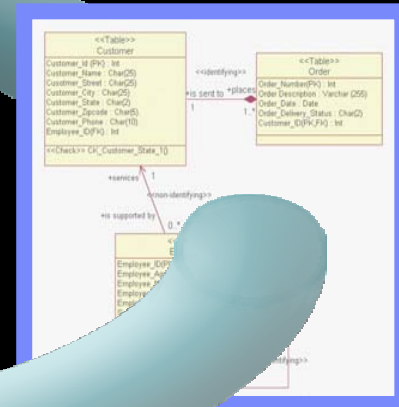 <<Table>>
Customer
Customer_Id (PK) : Int
Customer_Name : Char(25)
Customer_Street : Char(25)
Customer_City : Char(25)
Customer_State : Char(2)
Customer_Zipcode : Char(5)
Customer_Phone : Char(10)
Employee_ID(FK) : Int
<<Check>> CK_Customer_State_1()
<<identifying>>
+is sent to
+places
1
1..*
<<Table>>
Order
Order_Number(PK) : Int
Order Description : Varchar (255)
Order_Date : Date
Order_Delivery_Status : Char(2)
Customer_ID(PK,FK) : Int
+services
1
<<non-identifying>>
+is supported by
0..*